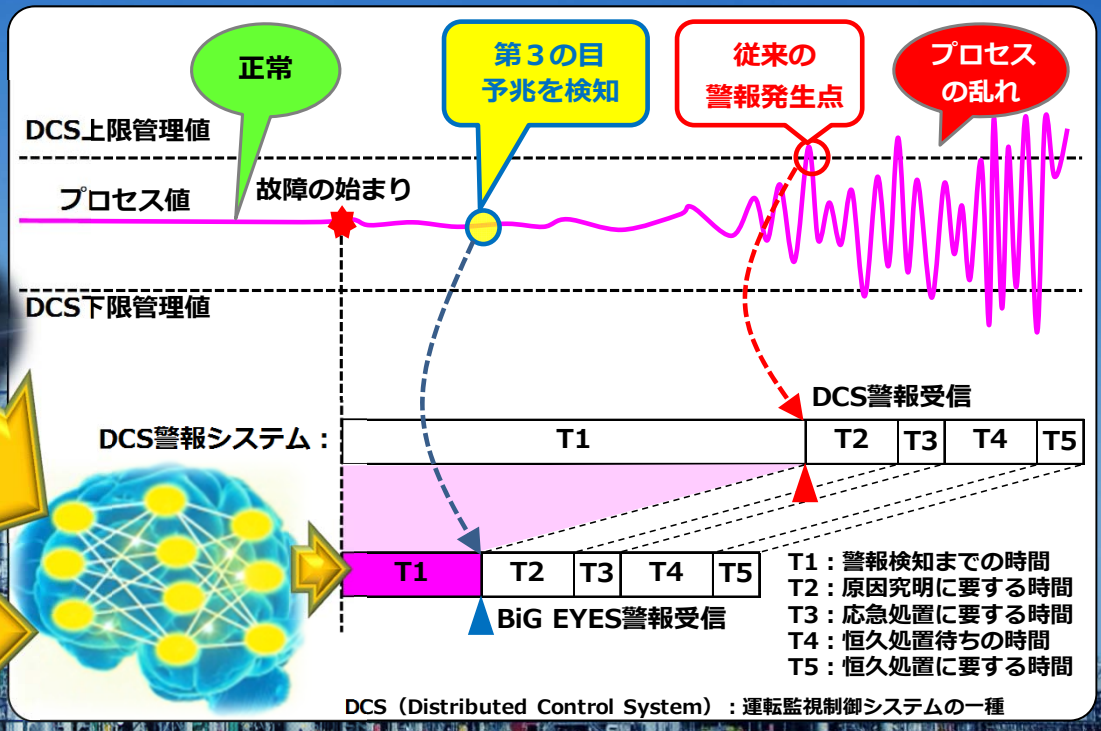 正常
第３の目
予兆を検知
従来の
警報発生点
プロセス
の乱れ
DCS上限管理値
プロセス値
故障の始まり
DCS下限管理値
DCS警報受信
DCS警報システム：
T1
T2
T3
T4
T5
T1
T2
T3
T4
T5
BiG EYES警報受信
T1：警報検知までの時間
T2：原因究明に要する時間
T3：応急処置に要する時間
T4：恒久処置待ちの時間
T5：恒久処置に要する時間
DCS（Distributed Control System）：運転監視制御システムの一種